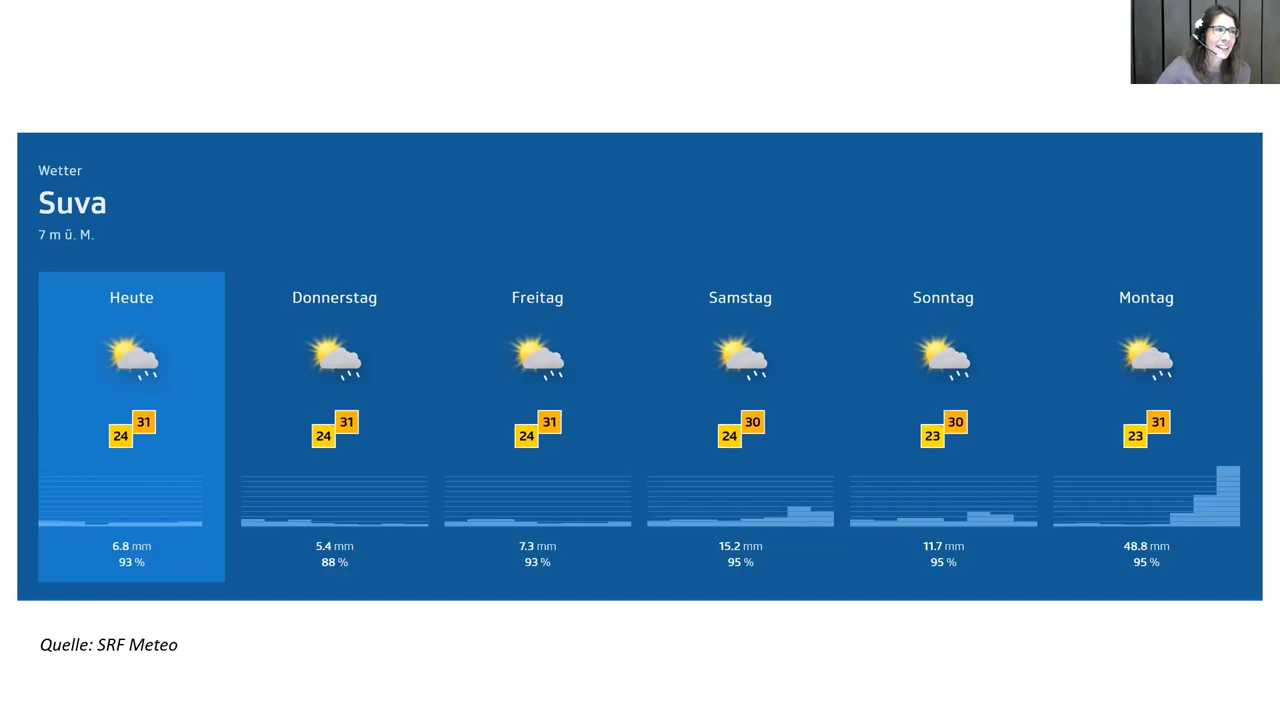 Wetter
Suva
7 m ü. M.
Heute Donnerstag Freitag Samstag Sonntag Montag
31 31 31 30 30 31
24 24 24 24 23 23
6.8 mm 5.4 mm 7.3 mm 15.2 mm 11.7 mm 48.8 mm
93 % 88 % 93 % 95 % 95 % 95 %
Quelle: SRF Meteo